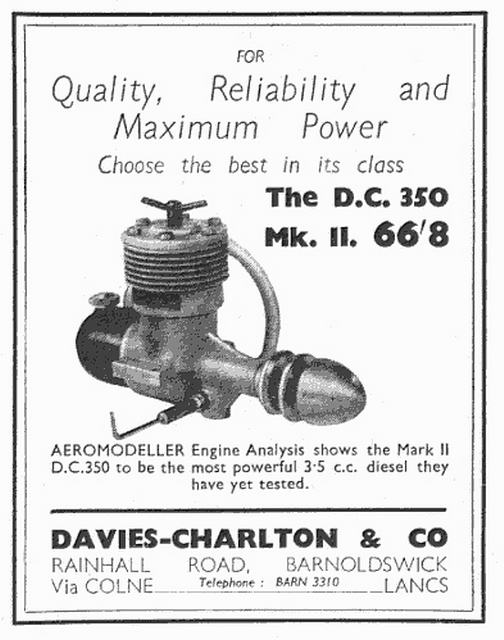 FOR
Quality, Reliability and
Maximum Power
Choose the best in its class
The D.C. 350
Mk. II. 66'8
AEROMODELLER Engine Analysis shows the Mark II
D.C.350 to be the most powerful 3·5 c.c. diesel they
have yet tested.
DAVIES-CHARLTON & CO
RAINHALL ROAD, BARNOLDSWICK
Via COLNE Telephone : BARN 3310 LANCS